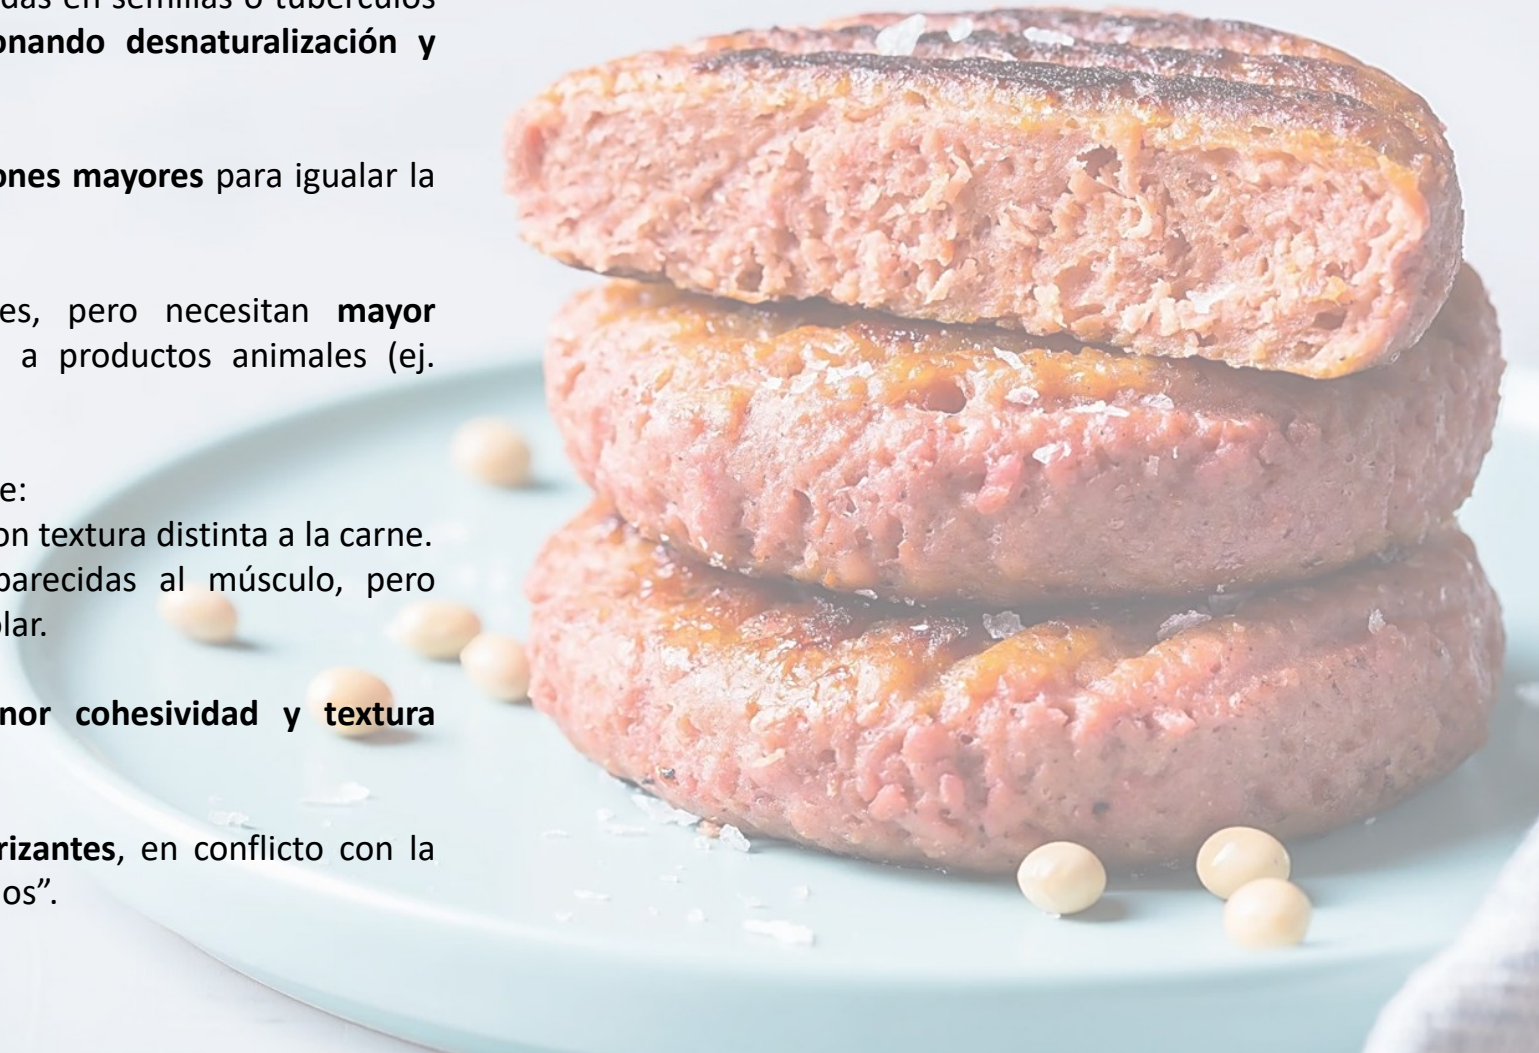 das en semillas o tubérculos
onando desnaturalización y
ones mayores para igualar la
es, pero necesitan mayor
a productos animales (ej.
e:
on textura distinta a la carne.
parecidas al músculo, pero
olar.
nor cohesividad y textura
rizantes, en conflicto con la
os”.